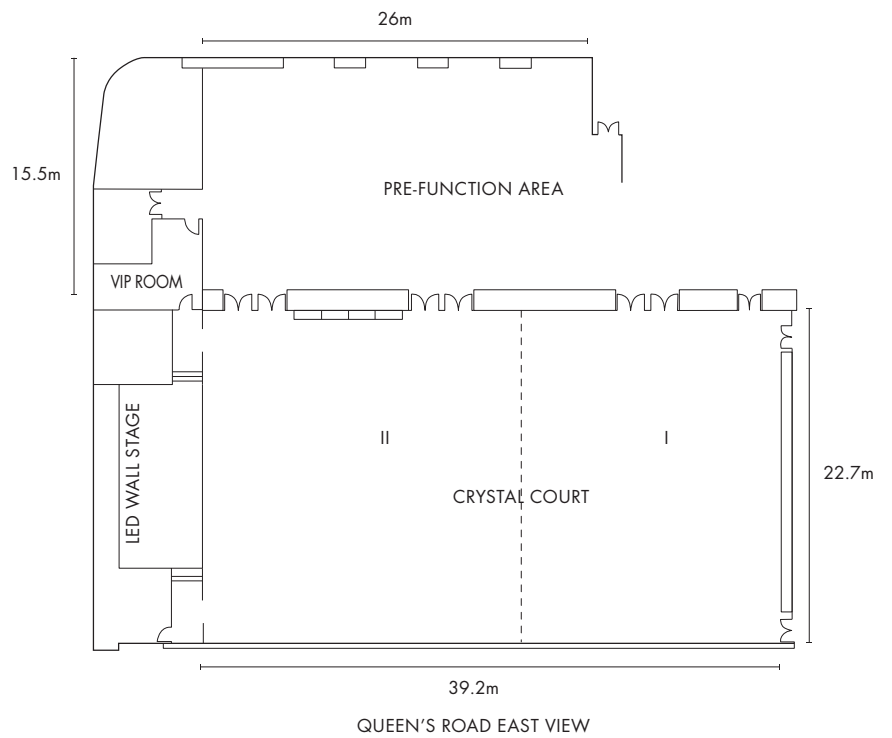 26m
15.5m
PRE-FUNCTION AREA
VIP ROOM
LED WALL STAGE
II
I
CRYSTAL COURT
22.7m
39.2m
QUEEN'S ROAD EAST VIEW